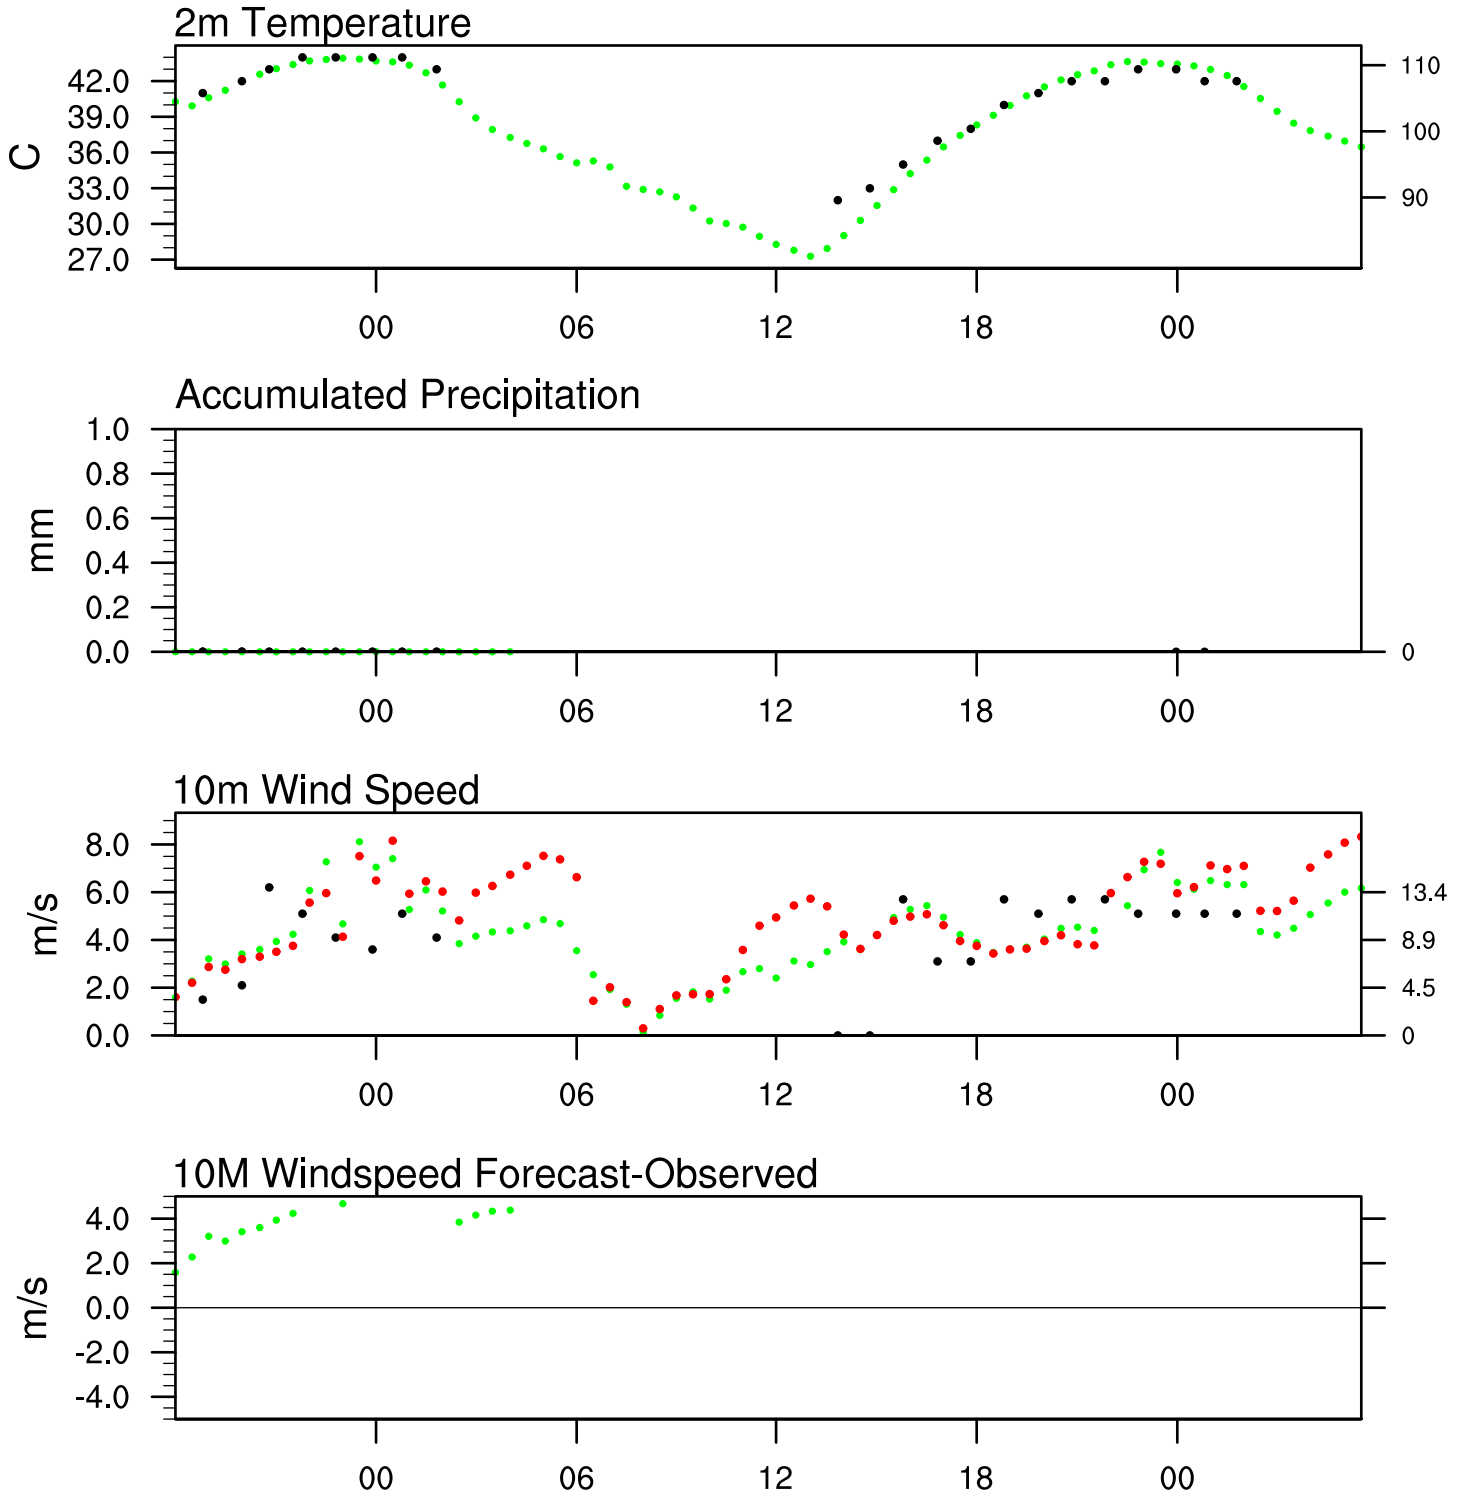 2m Temperature
42.0
39.0
36.0
33.0
30.0
27.0
C
110
100
90
00 06 12 18 00
Accumulated Precipitation
1.0
0.8
0.6
0.4
0.2
0.0
mm
0
00 06 12 18 00
10m Wind Speed
8.0
6.0
4.0
2.0
0.0
m/s
13.4
8.9
4.5
0
00 06 12 18 00
10M Windspeed Forecast-Observed
4.0
2.0
0.0
-2.0
-4.0
m/s
00 06 12 18 00